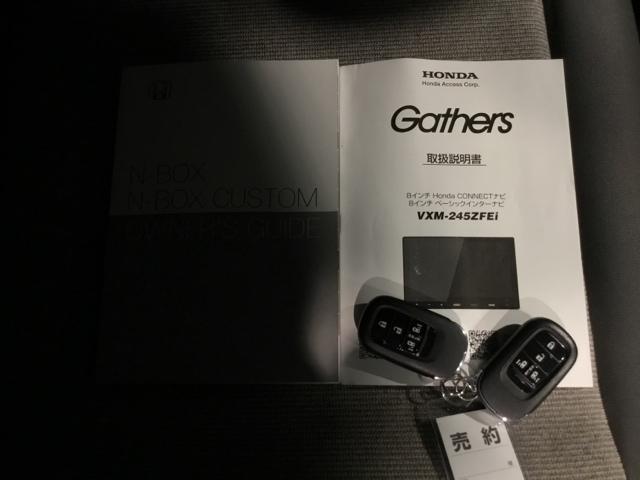 N-BOX
N-BOX CUSTOM
OWNER'S GUIDE
HONDA
Honda Access Corp.
Gathers
取扱説明書
8インチ Honda CONNECTナビ
8インチ ベーシックインターナビ
VXM-245ZFEi
売約
様